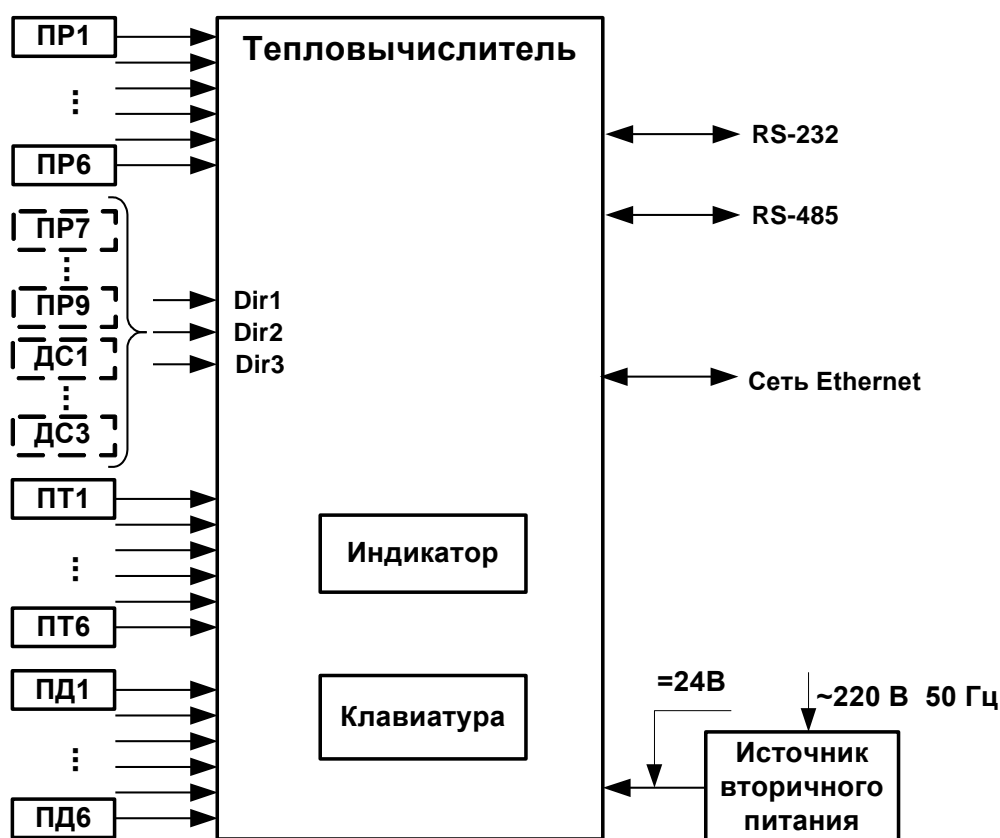 Тепловычислитель
ПР1
ПР6
ПР7
ПР9
ДС1
ДС3
Dir1
Dir2
Dir3
ПТ1
ПТ6
ПД1
ПД6
RS-232
RS-485
Сеть Ethernet
Индикатор
Клавиатура
=24В
~220 В 50 Гц
Источник
вторичного
питания